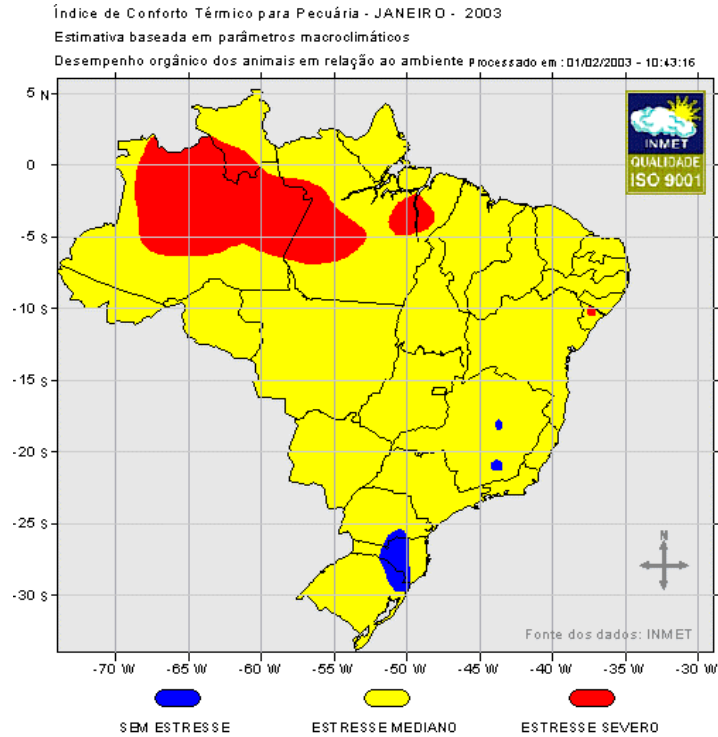 Índice de Conforto Térmico para Pecuária - JANEIRO - 2003
Estimativa baseada em parâmetros macroclimáticos
Desempenho orgânico dos animais em relação ao ambiente Processado em : 01/02/2003 - 10:43:16
5 N
INMET
QUALIDADE
ISO 9001
0
-5 S
-10 S
-15 S
-20 S
-25 S
N
-30 S
Fonte dos dados: INMET
-70 W -65 W -60 W -55 W -50 W -45 W -40 W -35 W -30 W
SEM ESTRESSE ESTRESSE MEDIANO ESTRESSE SEVERO